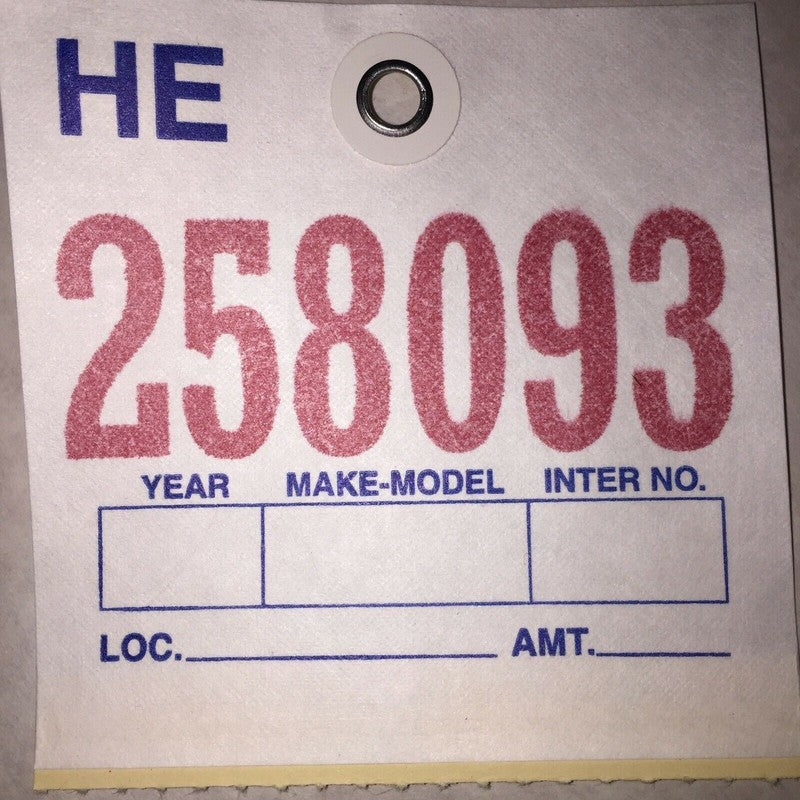 HE
258093
YEAR MAKE-MODEL INTER NO.
LOC. AMT.